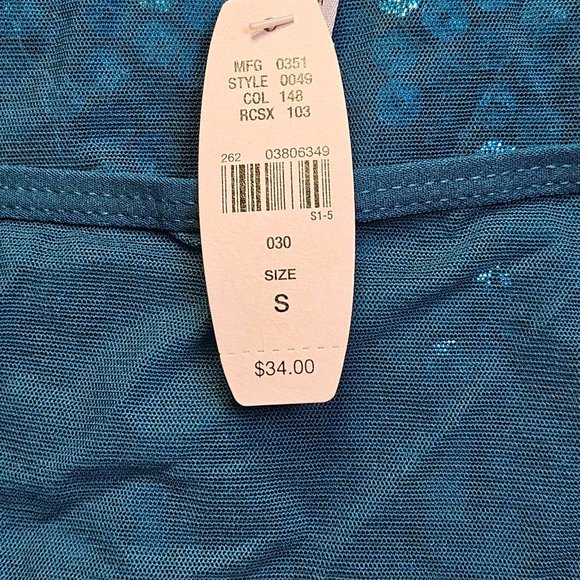 MFG 0351
STYLE 0049
COL 148
RCSX 103
262 03806349
S1-5
030
SIZE
S
$34.00